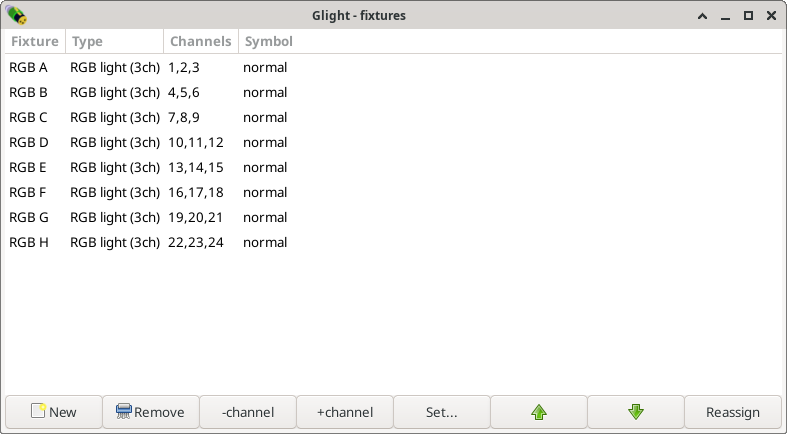 Glight - fixtures
Fixture Type Channels Symbol
RGB A RGB light (3ch) 1,2,3 normal
RGB B RGB light (3ch) 4,5,6 normal
RGB C RGB light (3ch) 7,8,9 normal
RGB D RGB light (3ch) 10,11,12 normal
RGB E RGB light (3ch) 13,14,15 normal
RGB F RGB light (3ch) 16,17,18 normal
RGB G RGB light (3ch) 19,20,21 normal
RGB H RGB light (3ch) 22,23,24 normal
New Remove -channel +channel Set... Reassign